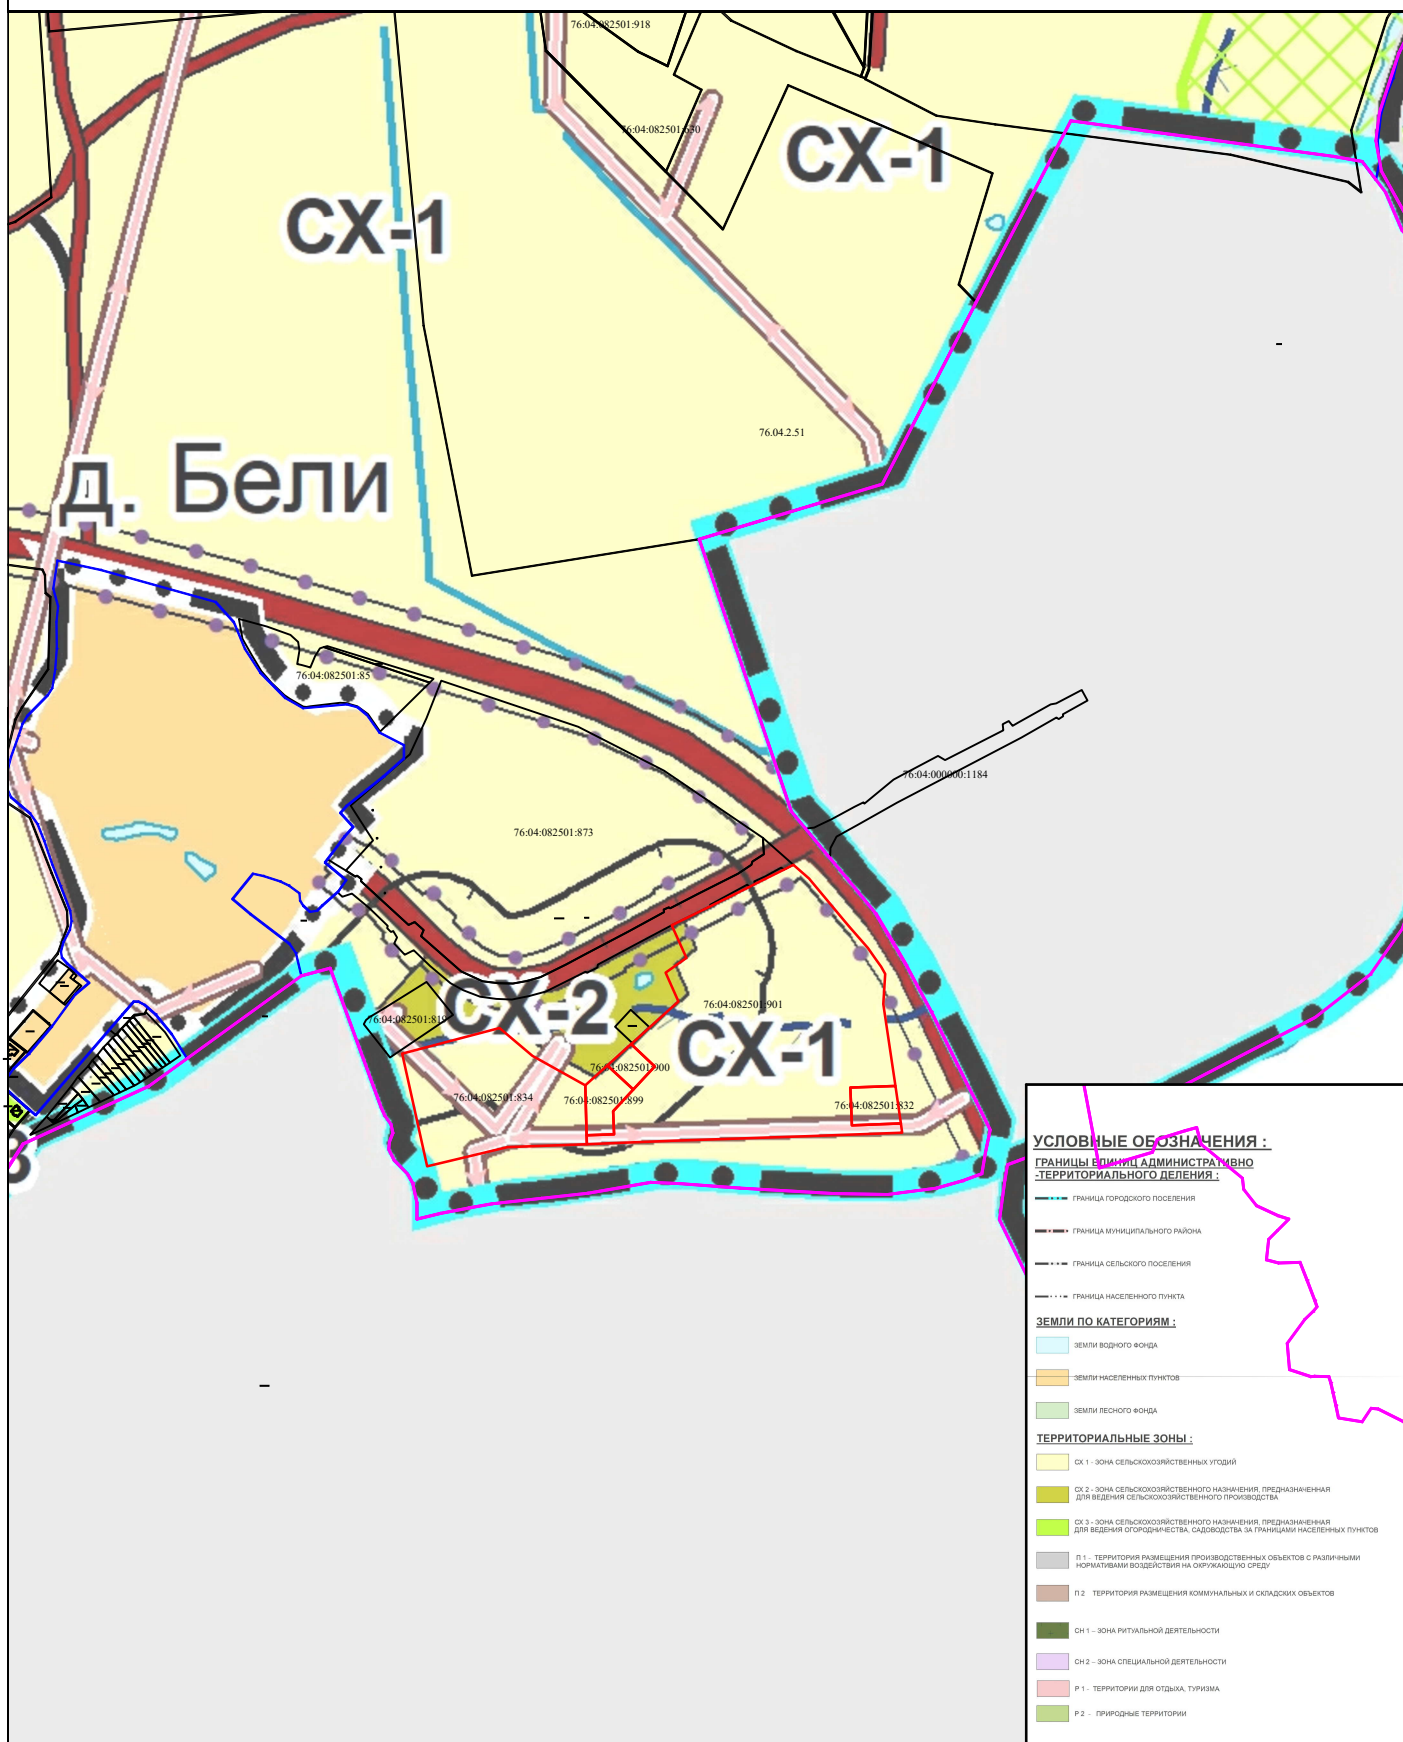 76:04:082501:918
76:04:082501:630
СХ-1
СХ-1
76.04.2.51
д. Бели
76:04:082501:85
76:04:000000:1184
76:04:082501:873
76:04:082501:901
СХ-2
76:04:082501:819
СХ-1
76:04:082501:900
76:04:082501:834
76:04:082501:899
76:04:082501:832
УСЛОВНЫЕ ОБОЗНАЧЕНИЯ :
ГРАНИЦЫ ЕДИНИЦ АДМИНИСТРАТИВНО
-ТЕРРИТОРИАЛЬНОГО ДЕЛЕНИЯ :
ГРАНИЦА ГОРОДСКОГО ПОСЕЛЕНИЯ
ГРАНИЦА МУНИЦИПАЛЬНОГО РАЙОНА
ГРАНИЦА СЕЛЬСКОГО ПОСЕЛЕНИЯ
ГРАНИЦА НАСЕЛЕННОГО ПУНКТА
ЗЕМЛИ ПО КАТЕГОРИЯМ :
ЗЕМЛИ ВОДНОГО ФОНДА
ЗЕМЛИ НАСЕЛЕННЫХ ПУНКТОВ
ЗЕМЛИ ЛЕСНОГО ФОНДА
ТЕРРИТОРИАЛЬНЫЕ ЗОНЫ :
СХ 1 - ЗОНА СЕЛЬСКОХОЗЯЙСТВЕННЫХ УГОДИЙ
СХ 2 - ЗОНА СЕЛЬСКОХОЗЯЙСТВЕННОГО НАЗНАЧЕНИЯ, ПРЕДНАЗНАЧЕННАЯ
ДЛЯ ВЕДЕНИЯ СЕЛЬСКОХОЗЯЙСТВЕННОГО ПРОИЗВОДСТВА
СХ 3 - ЗОНА СЕЛЬСКОХОЗЯЙСТВЕННОГО НАЗНАЧЕНИЯ, ПРЕДНАЗНАЧЕННАЯ
ДЛЯ ВЕДЕНИЯ ОГОРОДНИЧЕСТВА, САДОВОДСТВА ЗА ГРАНИЦАМИ НАСЕЛЕННЫХ ПУНКТОВ
П 1 - ТЕРРИТОРИЯ РАЗМЕЩЕНИЯ ПРОИЗВОДСТВЕННЫХ ОБЪЕКТОВ С РАЗЛИЧНЫМИ
НОРМАТИВАМИ ВОЗДЕЙСТВИЯ НА ОКРУЖАЮЩУЮ СРЕДУ
П 2 ТЕРРИТОРИЯ РАЗМЕЩЕНИЯ КОММУНАЛЬНЫХ И СКЛАДСКИХ ОБЪЕКТОВ
СН 1 – ЗОНА РИТУАЛЬНОЙ ДЕЯТЕЛЬНОСТИ
СН 2 – ЗОНА СПЕЦИАЛЬНОЙ ДЕЯТЕЛЬНОСТИ
Р 1 - ТЕРРИТОРИИ ДЛЯ ОТДЫХА, ТУРИЗМА
Р 2 - ПРИРОДНЫЕ ТЕРРИТОРИИ